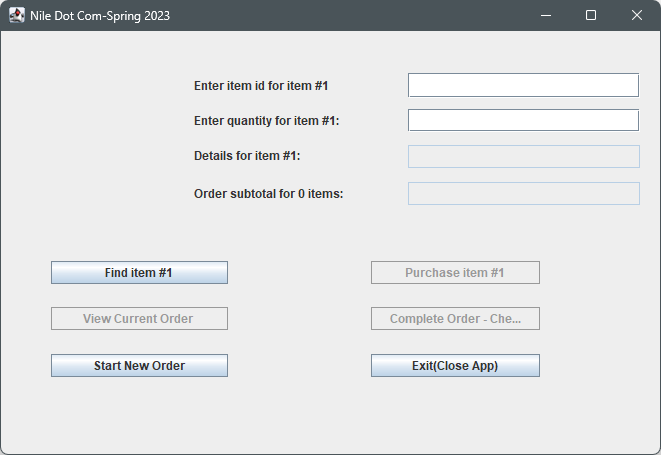 Nile Dot Com-Spring 2023
Enter item id for item #1
Enter quantity for item #1:
Details for item #1:
Order subtotal for 0 items:
Find item #1
Purchase item #1
View Current Order
Complete Order - Che...
Start New Order
Exit(Close App)